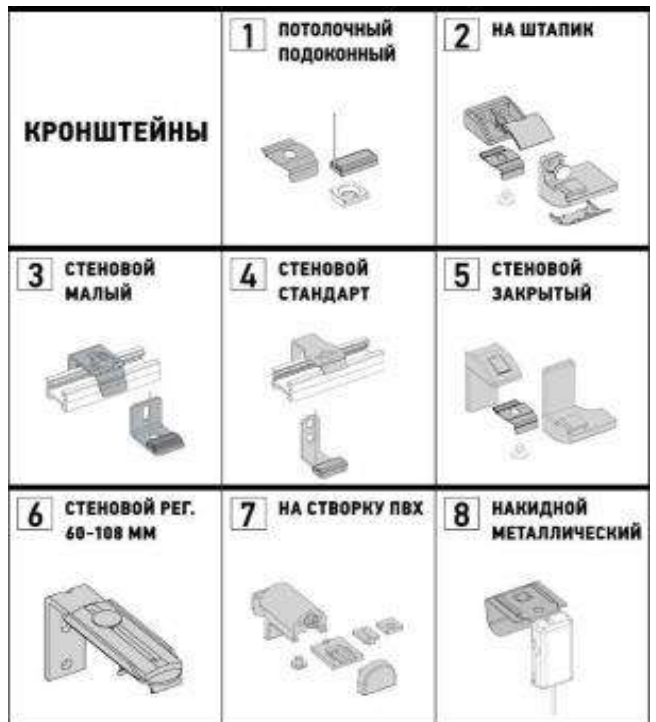 КРОНШТЕЙНЫ
1 ПОТОЛОЧНЫЙ
ПОДОКОННЫЙ
2 НА ШТАПИК
3 СТЕНОВОЙ
МАЛЫЙ
4 СТЕНОВОЙ
СТАНДАРТ
5 СТЕНОВОЙ
ЗАКРЫТЫЙ
6 СТЕНОВОЙ РЕГ.
60-108 ММ
7 НА СТВОРКУ ПВХ
8 НАКИДНОЙ
МЕТАЛЛИЧЕСКИЙ